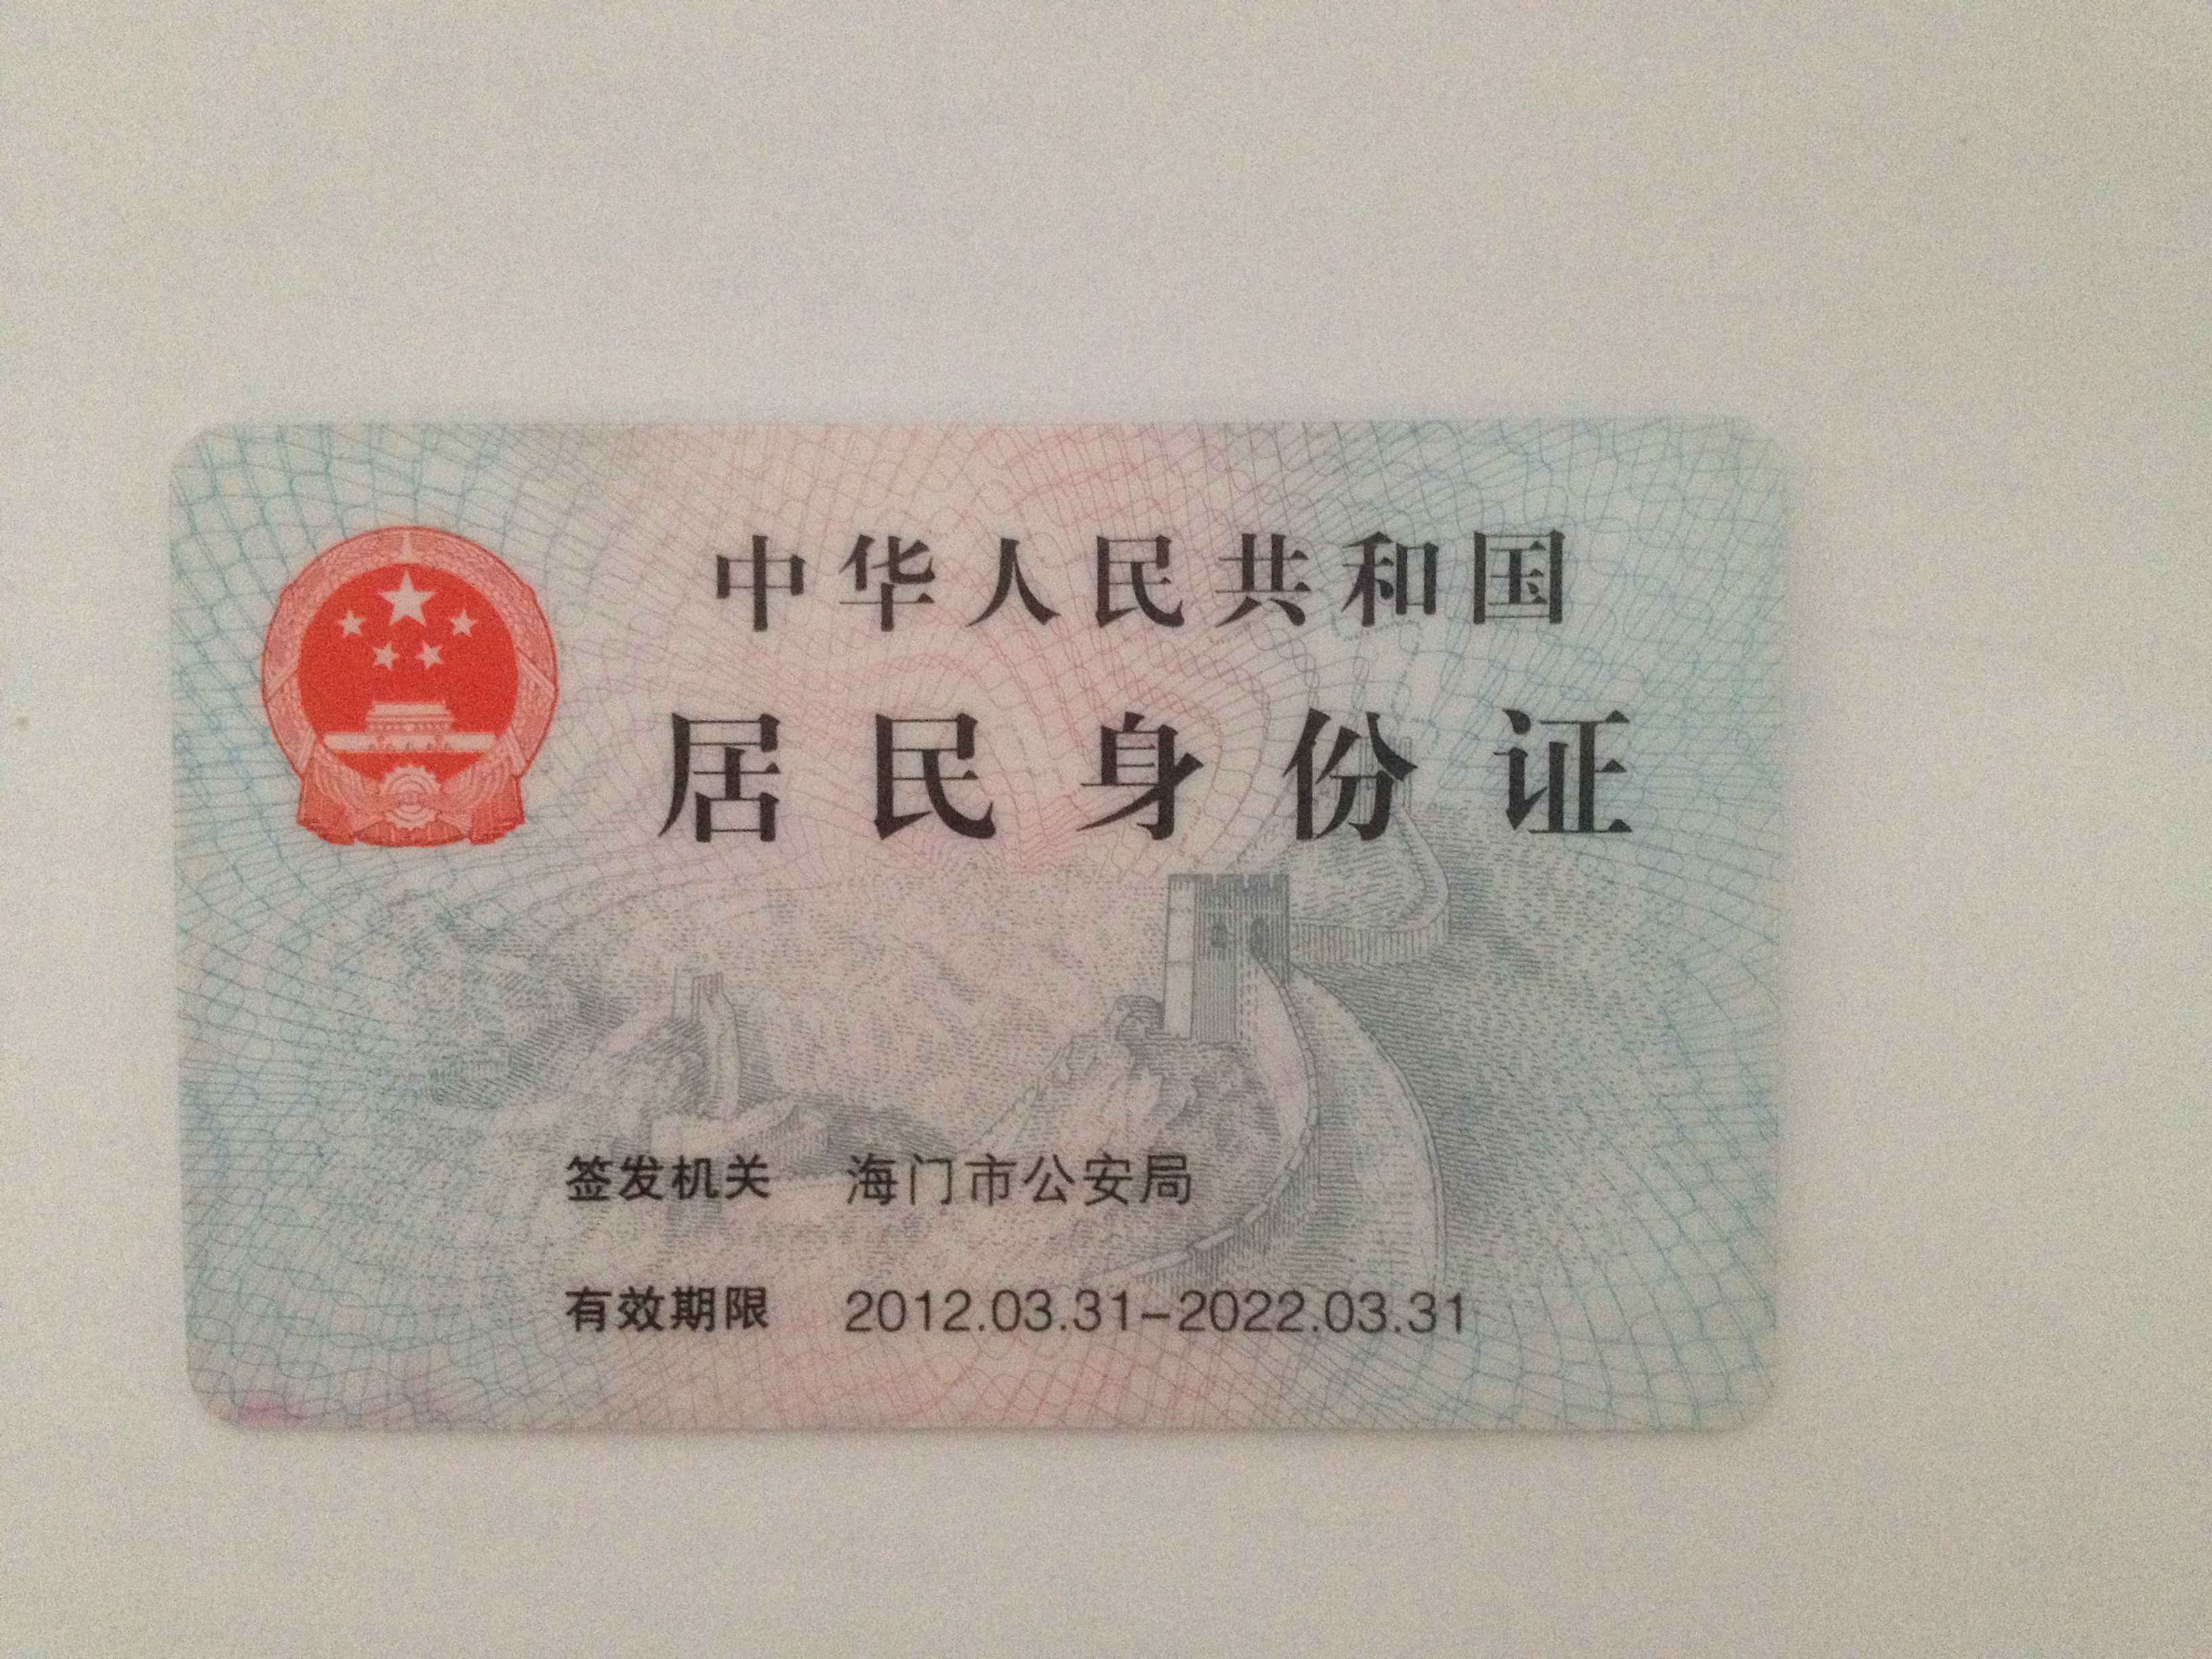 中华人民共和国
居民身份证
签发机关 海门市公安局
有效期限 2012.03.31-2022.03.31